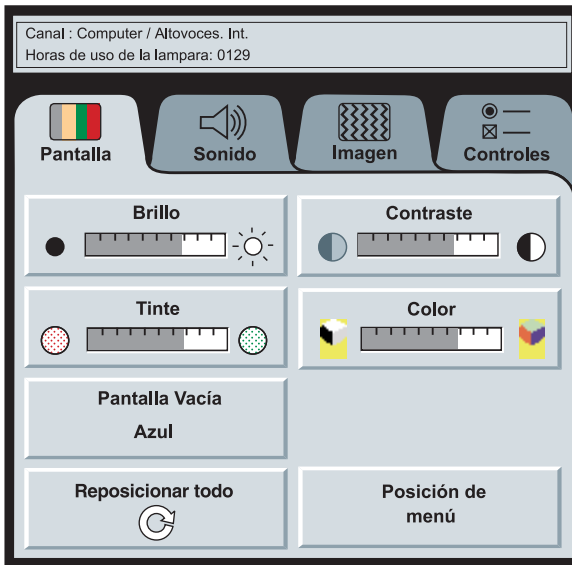 Canal : Computer / Altovoces. Int.
Horas de uso de la lampara: 0129
Pantalla
Sonido
Imagen
Controles
Brillo
Contraste
Tinte
Color
Pantalla Vacía
Azul
Reposicionar todo
Posición de
menú